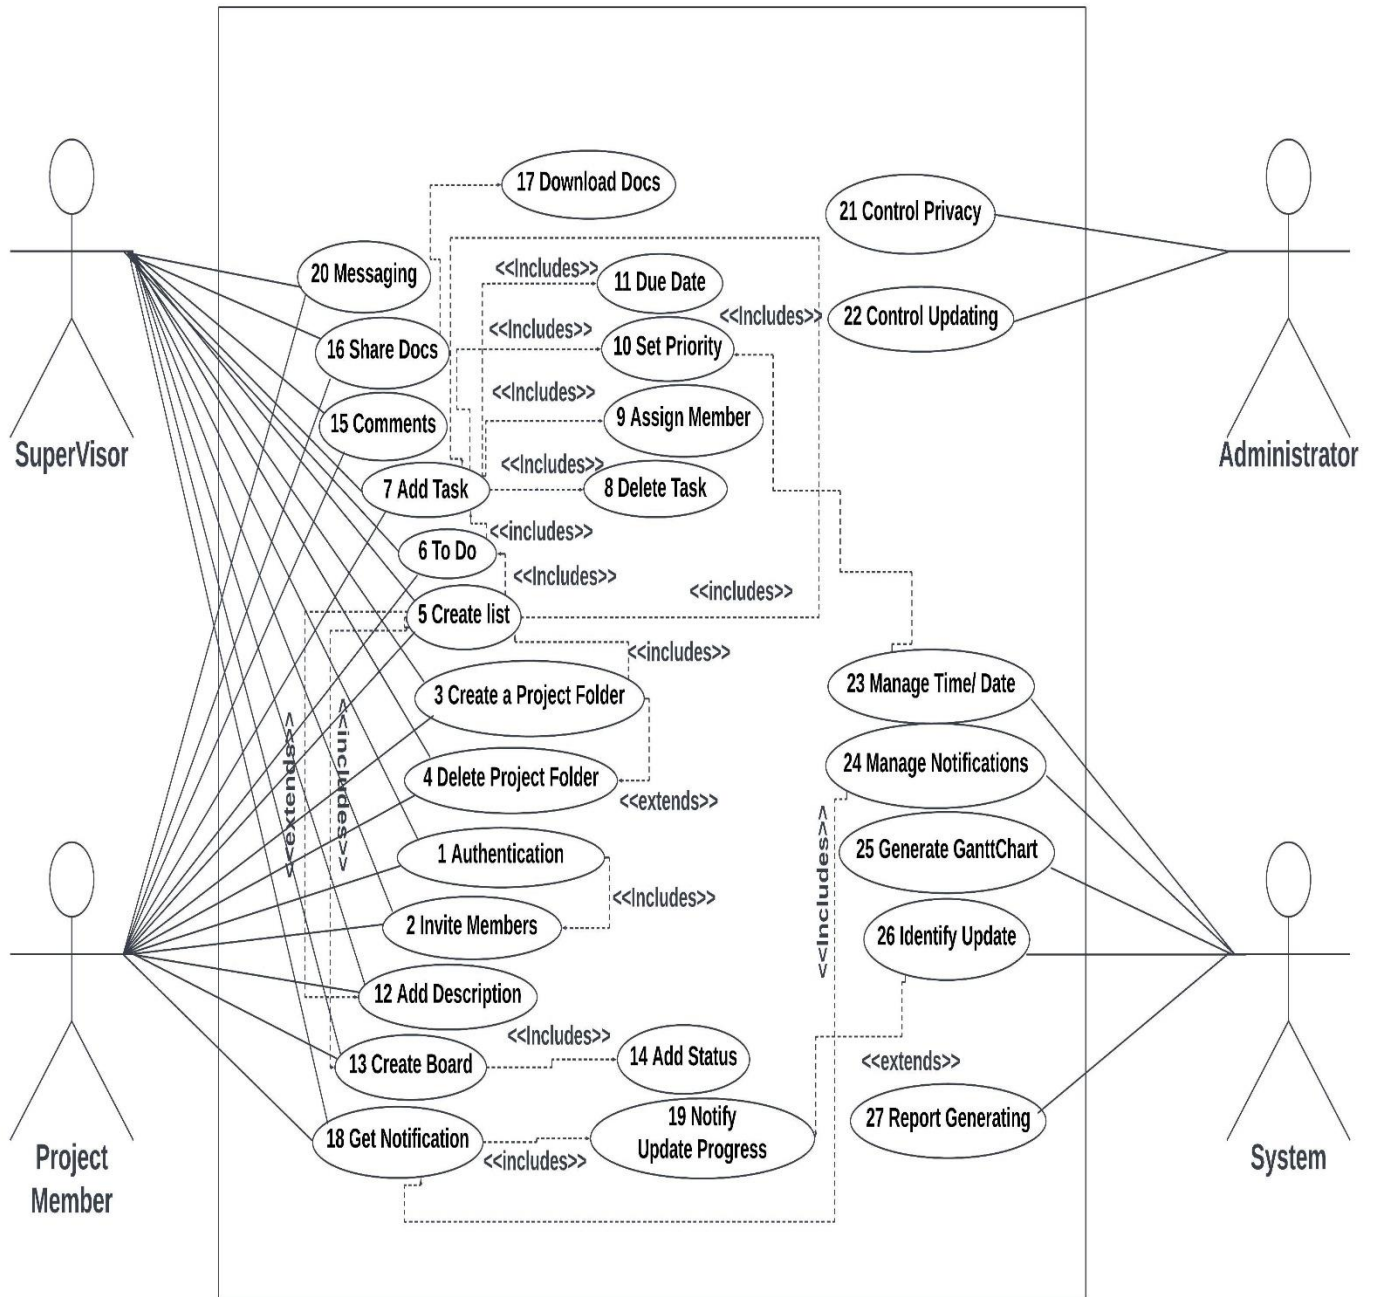 17 Download Docs
21 Control Privacy
20 Messaging
<<Includes>>
11 Due Date
<<Includes>>
22 Control Updating
<<Includes>>
16 Share Docs
10 Set Priority
<<Includes>>
15 Comments
9 Assign Member
SuperVisor
Administrator
<<Includes>>
7 Add Task
8 Delete Task
<<includes>>
6 To Do
<<Includes>>
<<includes>>
5 Create list
<<includes>>
3 Create a Project Folder
23 Manage Time/ Date
<<extends>>
<<includes>>
4 Delete Project Folder
24 Manage Notifications
<<extends>>
1 Authentication
25 Generate GanttChart
<<Includes>>
<<Includes>>
2 Invite Members
26 Identify Update
12 Add Description
<<Includes>>
13 Create Board
14 Add Status
<<extends>>
18 Get Notification
19 Notify
Update Progress
27 Report Generating
<<includes>>
Project
Member
System